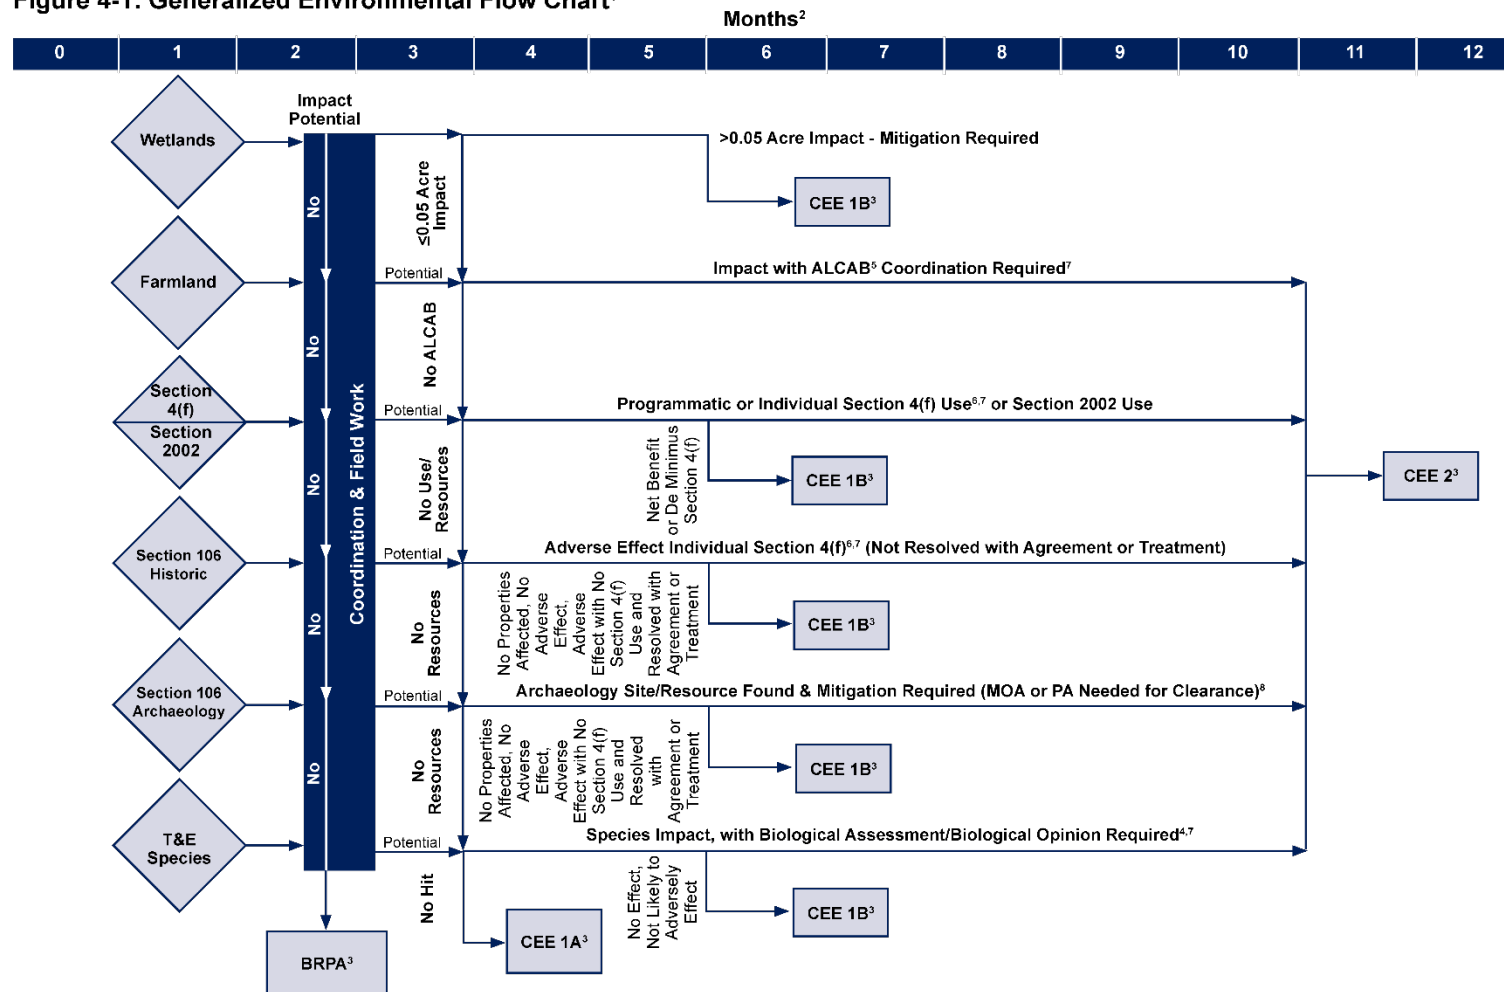 Figure 4-1: Generalized Environmental Flow Chart¹
Months²
0 1 2 3 4 5 6 7 8 9 10 11 12
Impact
Potential
Wetlands
No
≤0.05 Acre
Impact
>0.05 Acre Impact - Mitigation Required
CEE 1B³
Farmland
Potential
Impact with ALCAB⁵ Coordination Required⁷
No
No ALCAB
Coordination & Field Work
Section
4(f)
Section
2002
Potential
Programmatic or Individual Section 4(f) Use⁶,⁷ or Section 2002 Use
No
No Use/
Resources
Net Benefit
or De Minimus
Section 4(f)
CEE 1B³
CEE 2³
Section 106
Historic
Potential
Adverse Effect Individual Section 4(f)⁶,⁷ (Not Resolved with Agreement or Treatment)
No
No
Resources
No Properties
Affected, No
Adverse
Effect,
Adverse
Effect with No
Section 4(f)
Use and
Resolved with
Agreement or
Treatment
CEE 1B³
Section 106
Archaeology
Potential
Archaeology Site/Resource Found & Mitigation Required (MOA or PA Needed for Clearance)⁸
No
No
Resources
No Properties
Affected, No
Adverse
Effect,
Adverse
Effect with No
Section 4(f)
Use and
Resolved
with
Agreement or
Treatment
CEE 1B³
T&E
Species
Potential
Species Impact, with Biological Assessment/Biological Opinion Required⁴,⁷
No Hit
No Effect,
Not Likely to
Adversely
Effect
CEE 1B³
CEE 1A³
BRPA³